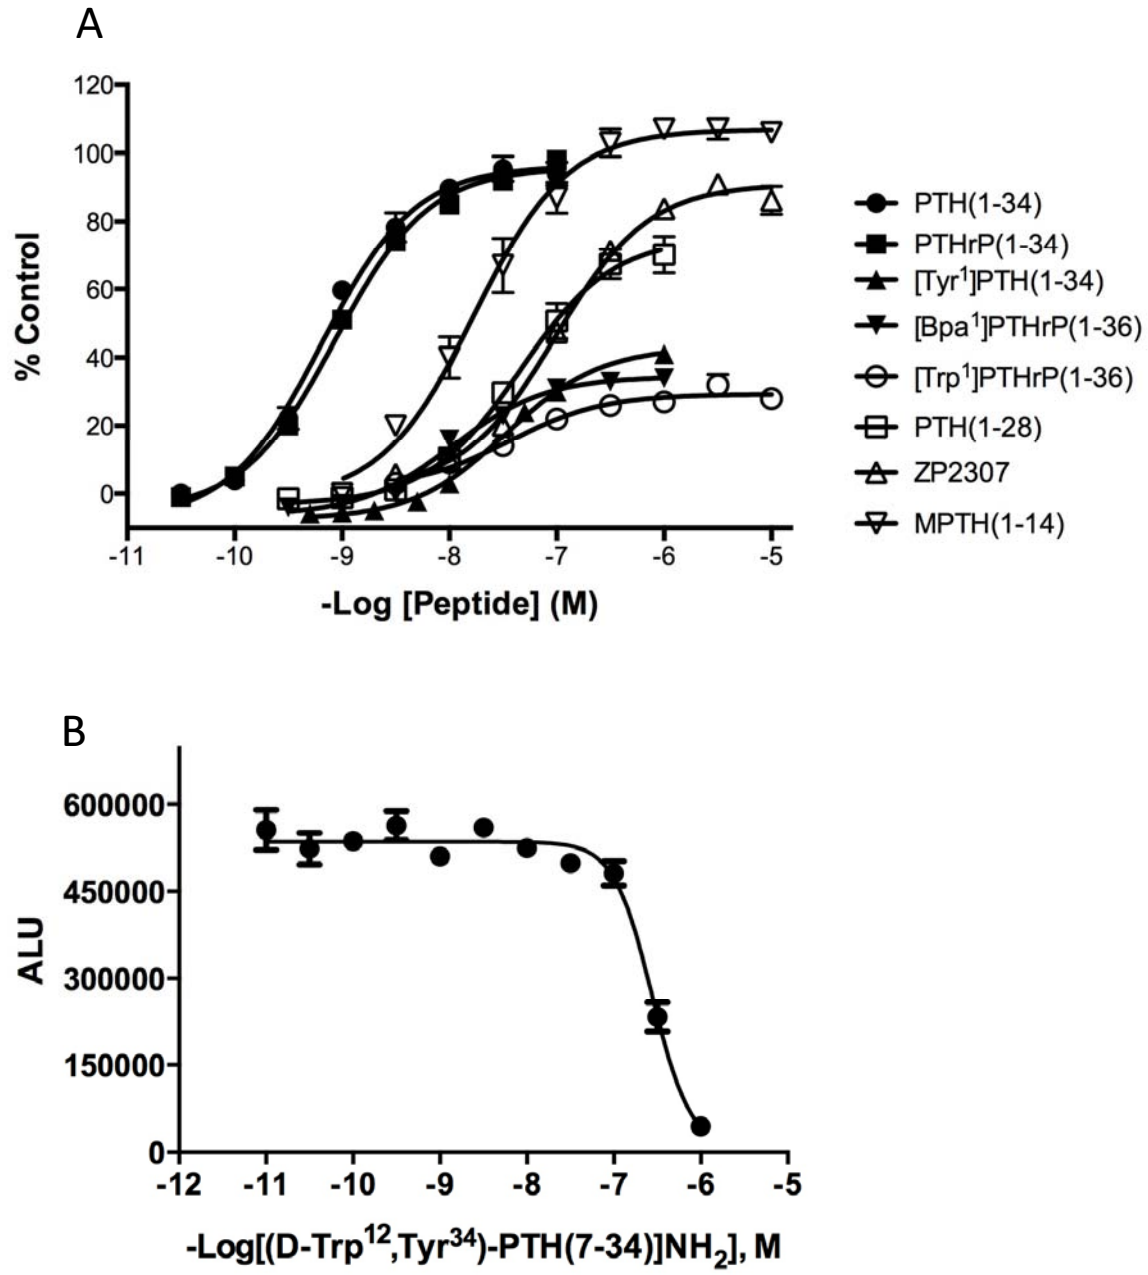 A
% Control
120
100
80
60
40
20
0
-11 -10 -9 -8 -7 -6 -5
-Log [Peptide] (M)
PTH(1-34)
PTHrP(1-34)
[Tyr¹]PTH(1-34)
[Bpa¹]PTHrP(1-36)
[Trp¹]PTHrP(1-36)
PTH(1-28)
ZP2307
MPTH(1-14)
B
ALU
600000
450000
300000
150000
0
-12 -11 -10 -9 -8 -7 -6 -5
-Log[(D-Trp¹²,Tyr³⁴)-PTH(7-34)]NH₂], M